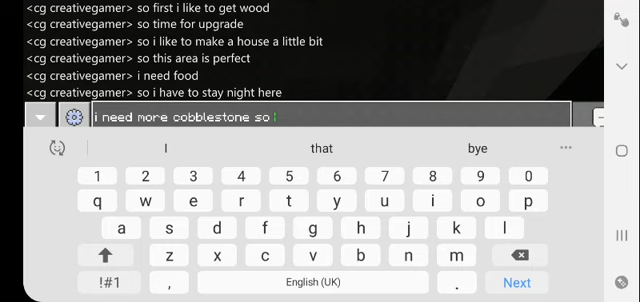 <cg creativegamer> so first i like to get wood
<cg creativegamer> so time for upgrade
<cg creativegamer> so i like to make a house a little bit
<cg creativegamer> so this area is perfect
<cg creativegamer> i need food
<cg creativegamer> so i have to stay night here
i need more cobblestone so
I that bye ...
1 2 3 4 5 6 7 8 9 0
q w e r t y u i o p
a s d f g h j k l
z x c v b n m
!#1 , English (UK) . Next